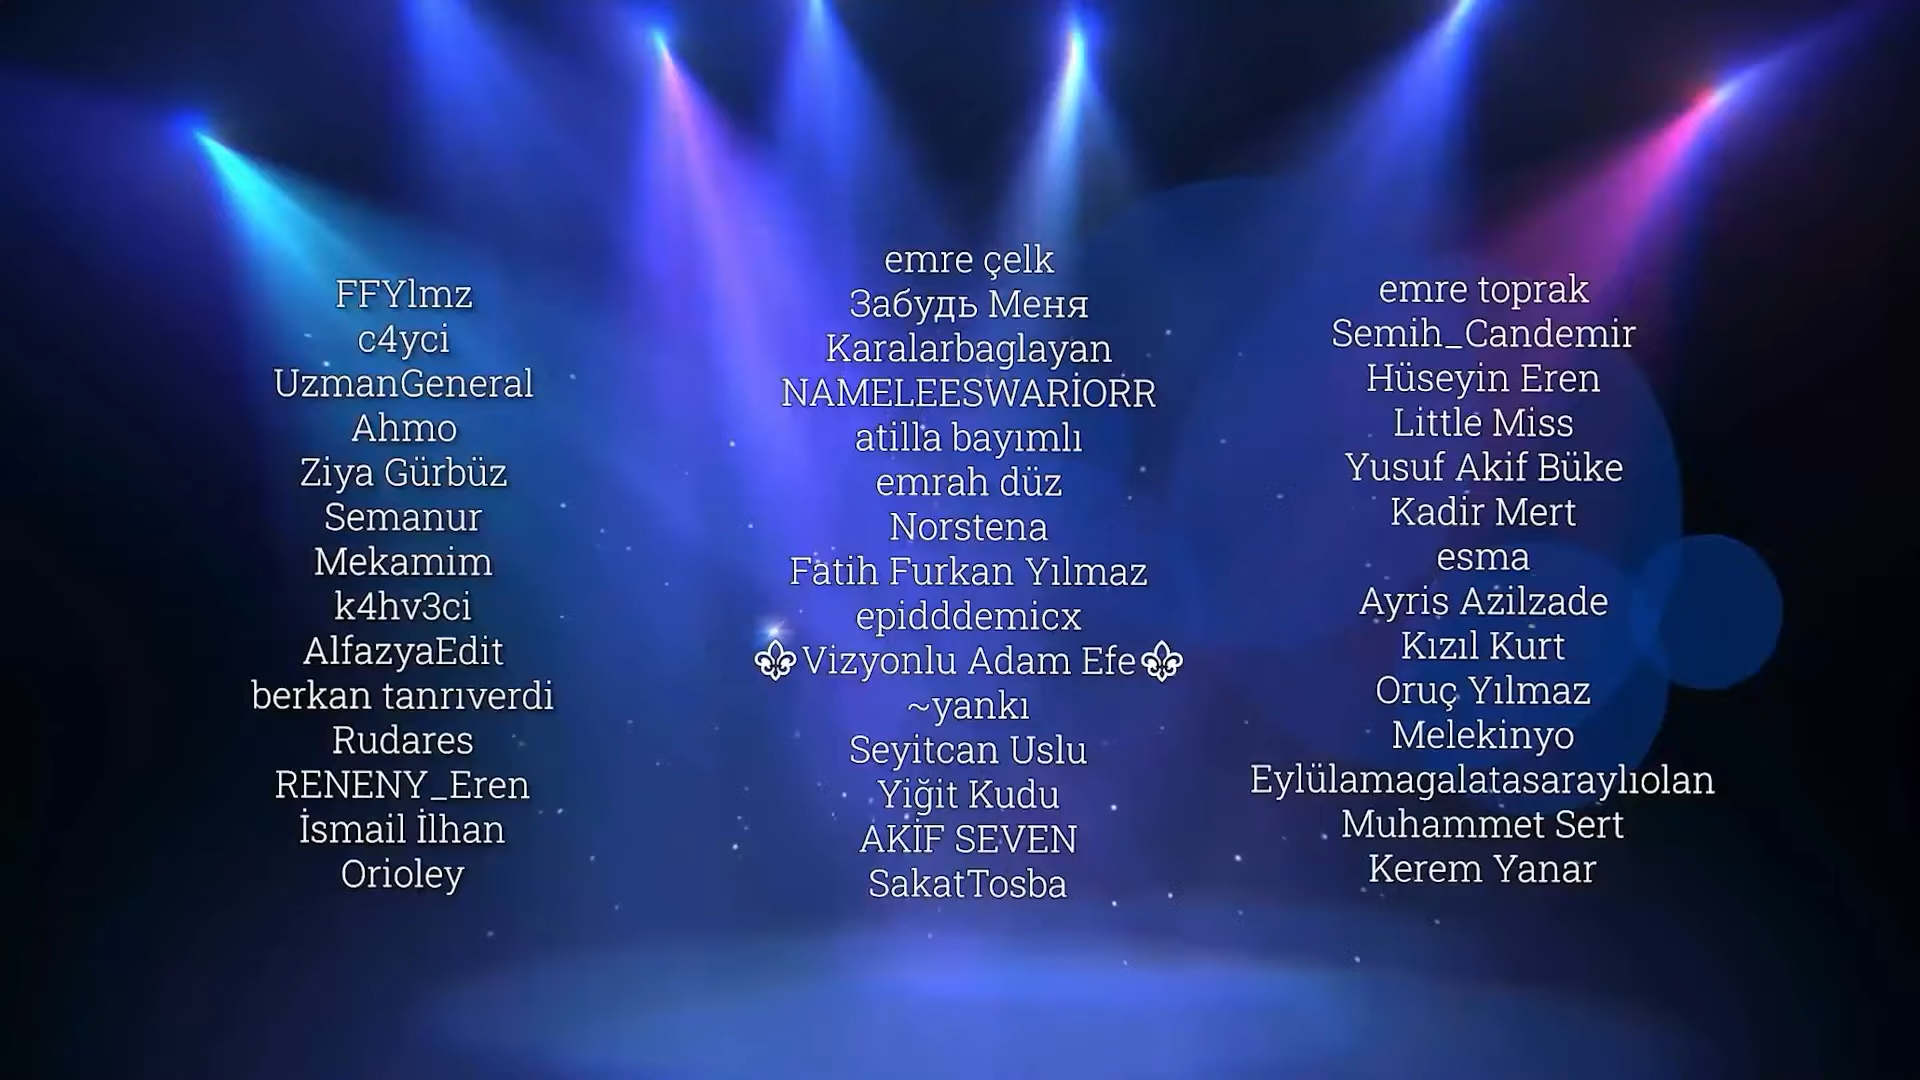 FFYlmz
c4yci
UzmanGeneral
Ahmo
Ziya Gürbüz
Semanur
Mekamim
k4hv3ci
AlfazyaEdit
berkan tanrıverdi
Rudares
RENENY_Eren
İsmail İlhan
Orioley
emre çelk
Забудь Меня
Karalarbaglayan
NAMELEESWARİORR
atilla bayımlı
emrah düz
Norstena
Fatih Furkan Yılmaz
epidddemicx
⚜Vizyonlu Adam Efe⚜
~yankı
Seyitcan Uslu
Yiğit Kudu
AKİF SEVEN
SakatTosba
emre toprak
Semih_Candemir
Hüseyin Eren
Little Miss
Yusuf Akif Büke
Kadir Mert
esma
Ayris Azilzade
Kızıl Kurt
Oruç Yılmaz
Melekinyo
Eylülamagalatasaraylıolan
Muhammet Sert
Kerem Yanar